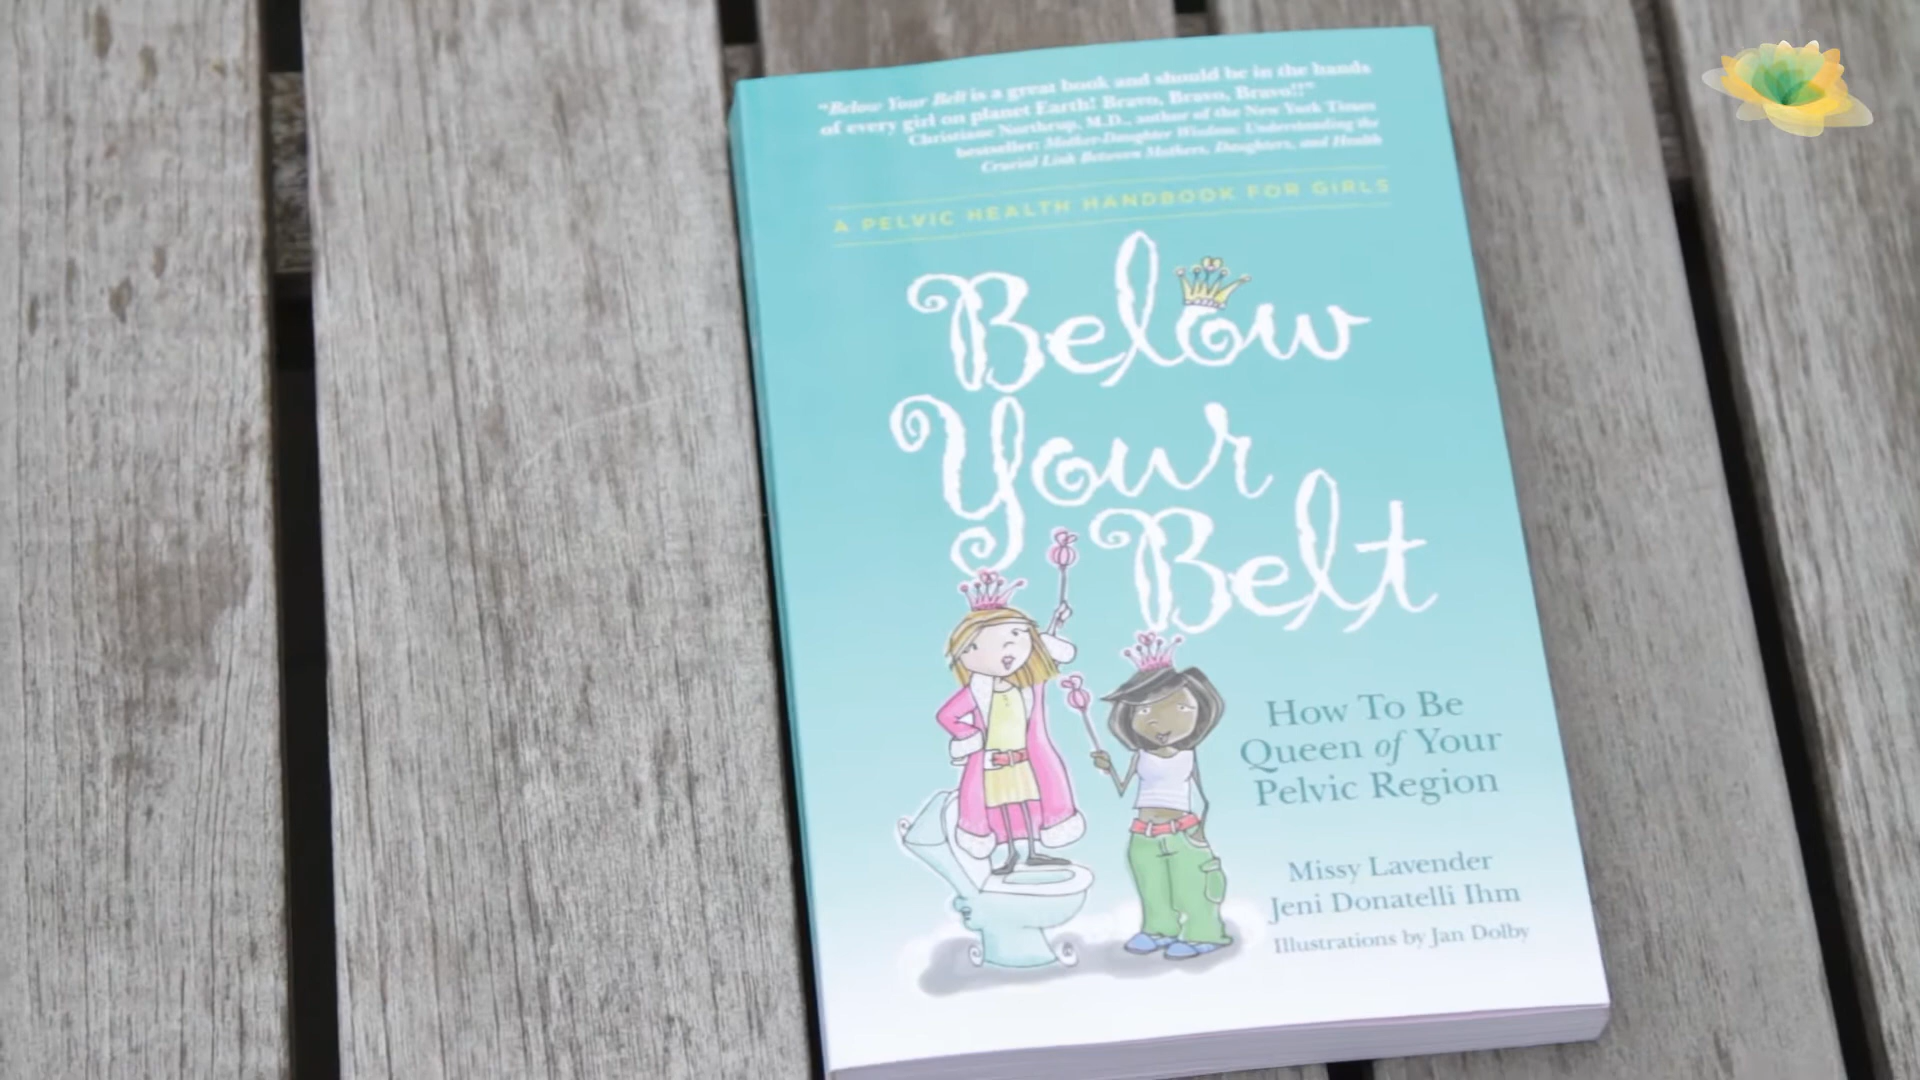 “Below Your Belt is a great book and should be in the hands
of every girl on planet Earth! Bravo, Bravo, Bravo!!”
Christiane Northrup, M.D., author of the New York Times
bestseller: Mother-Daughter Wisdom: Understanding the
Crucial Link Between Mothers, Daughters, and Health
A PELVIC HEALTH HANDBOOK FOR GiRLS
Below
Your
Belt
How To Be
Queen of Your
Pelvic Region
Missy Lavender
Jeni Donatelli Ihm
Illustrations by Jan Dolby